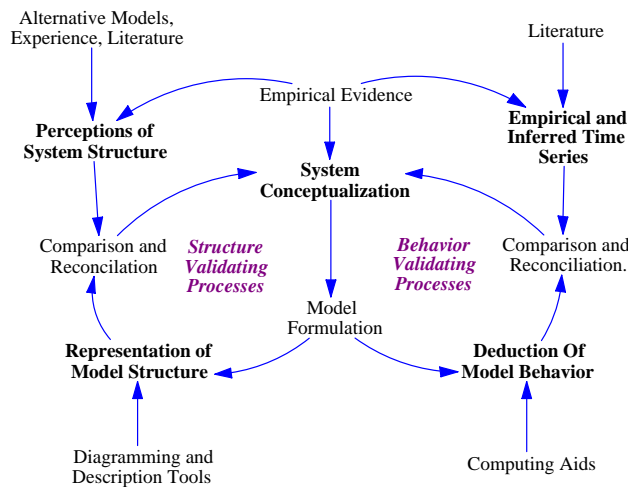 Alternative Models,
Experience, Literature
Literature
Empirical Evidence
Perceptions of
System Structure
Empirical and
Inferred Time
Series
System
Conceptualization
Comparison and
Reconcilation
Structure
Validating
Processes
Behavior
Validating
Processes
Comparison and
Reconciliation.
Model
Formulation
Representation of
Model Structure
Deduction Of
Model Behavior
Diagramming and
Description Tools
Computing Aids